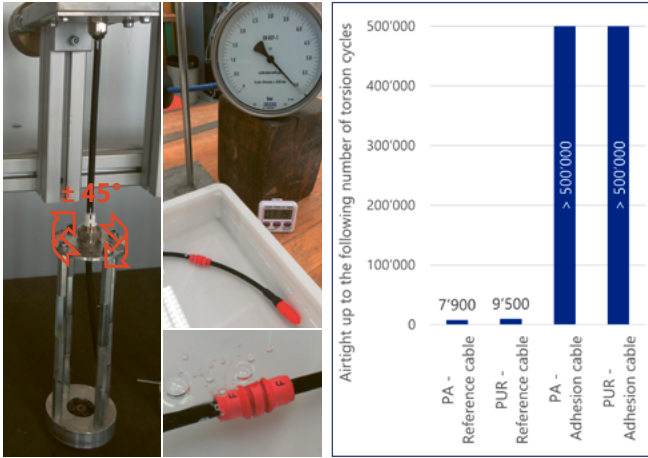 ± 45°
F
F
Airtight up to the following number of torsion cycles
500'000
400'000
300'000
200'000
100'000
0
7'900
9'500
> 500'000
> 500'000
PA -
Reference cable
PUR -
Reference cable
PA -
Adhesion cable
PUR -
Adhesion cable